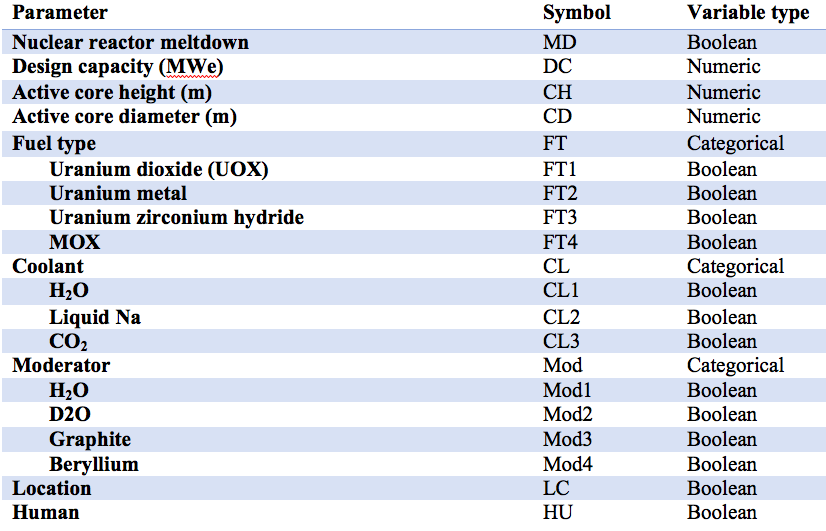 Parameter Symbol Variable type
Nuclear reactor meltdown MD Boolean
Design capacity (MWe) DC Numeric
Active core height (m) CH Numeric
Active core diameter (m) CD Numeric
Fuel type FT Categorical
Uranium dioxide (UOX) FT1 Boolean
Uranium metal FT2 Boolean
Uranium zirconium hydride FT3 Boolean
MOX FT4 Boolean
Coolant CL Categorical
H₂O CL1 Boolean
Liquid Na CL2 Boolean
CO₂ CL3 Boolean
Moderator Mod Categorical
H₂O Mod1 Boolean
D2O Mod2 Boolean
Graphite Mod3 Boolean
Beryllium Mod4 Boolean
Location LC Boolean
Human HU Boolean